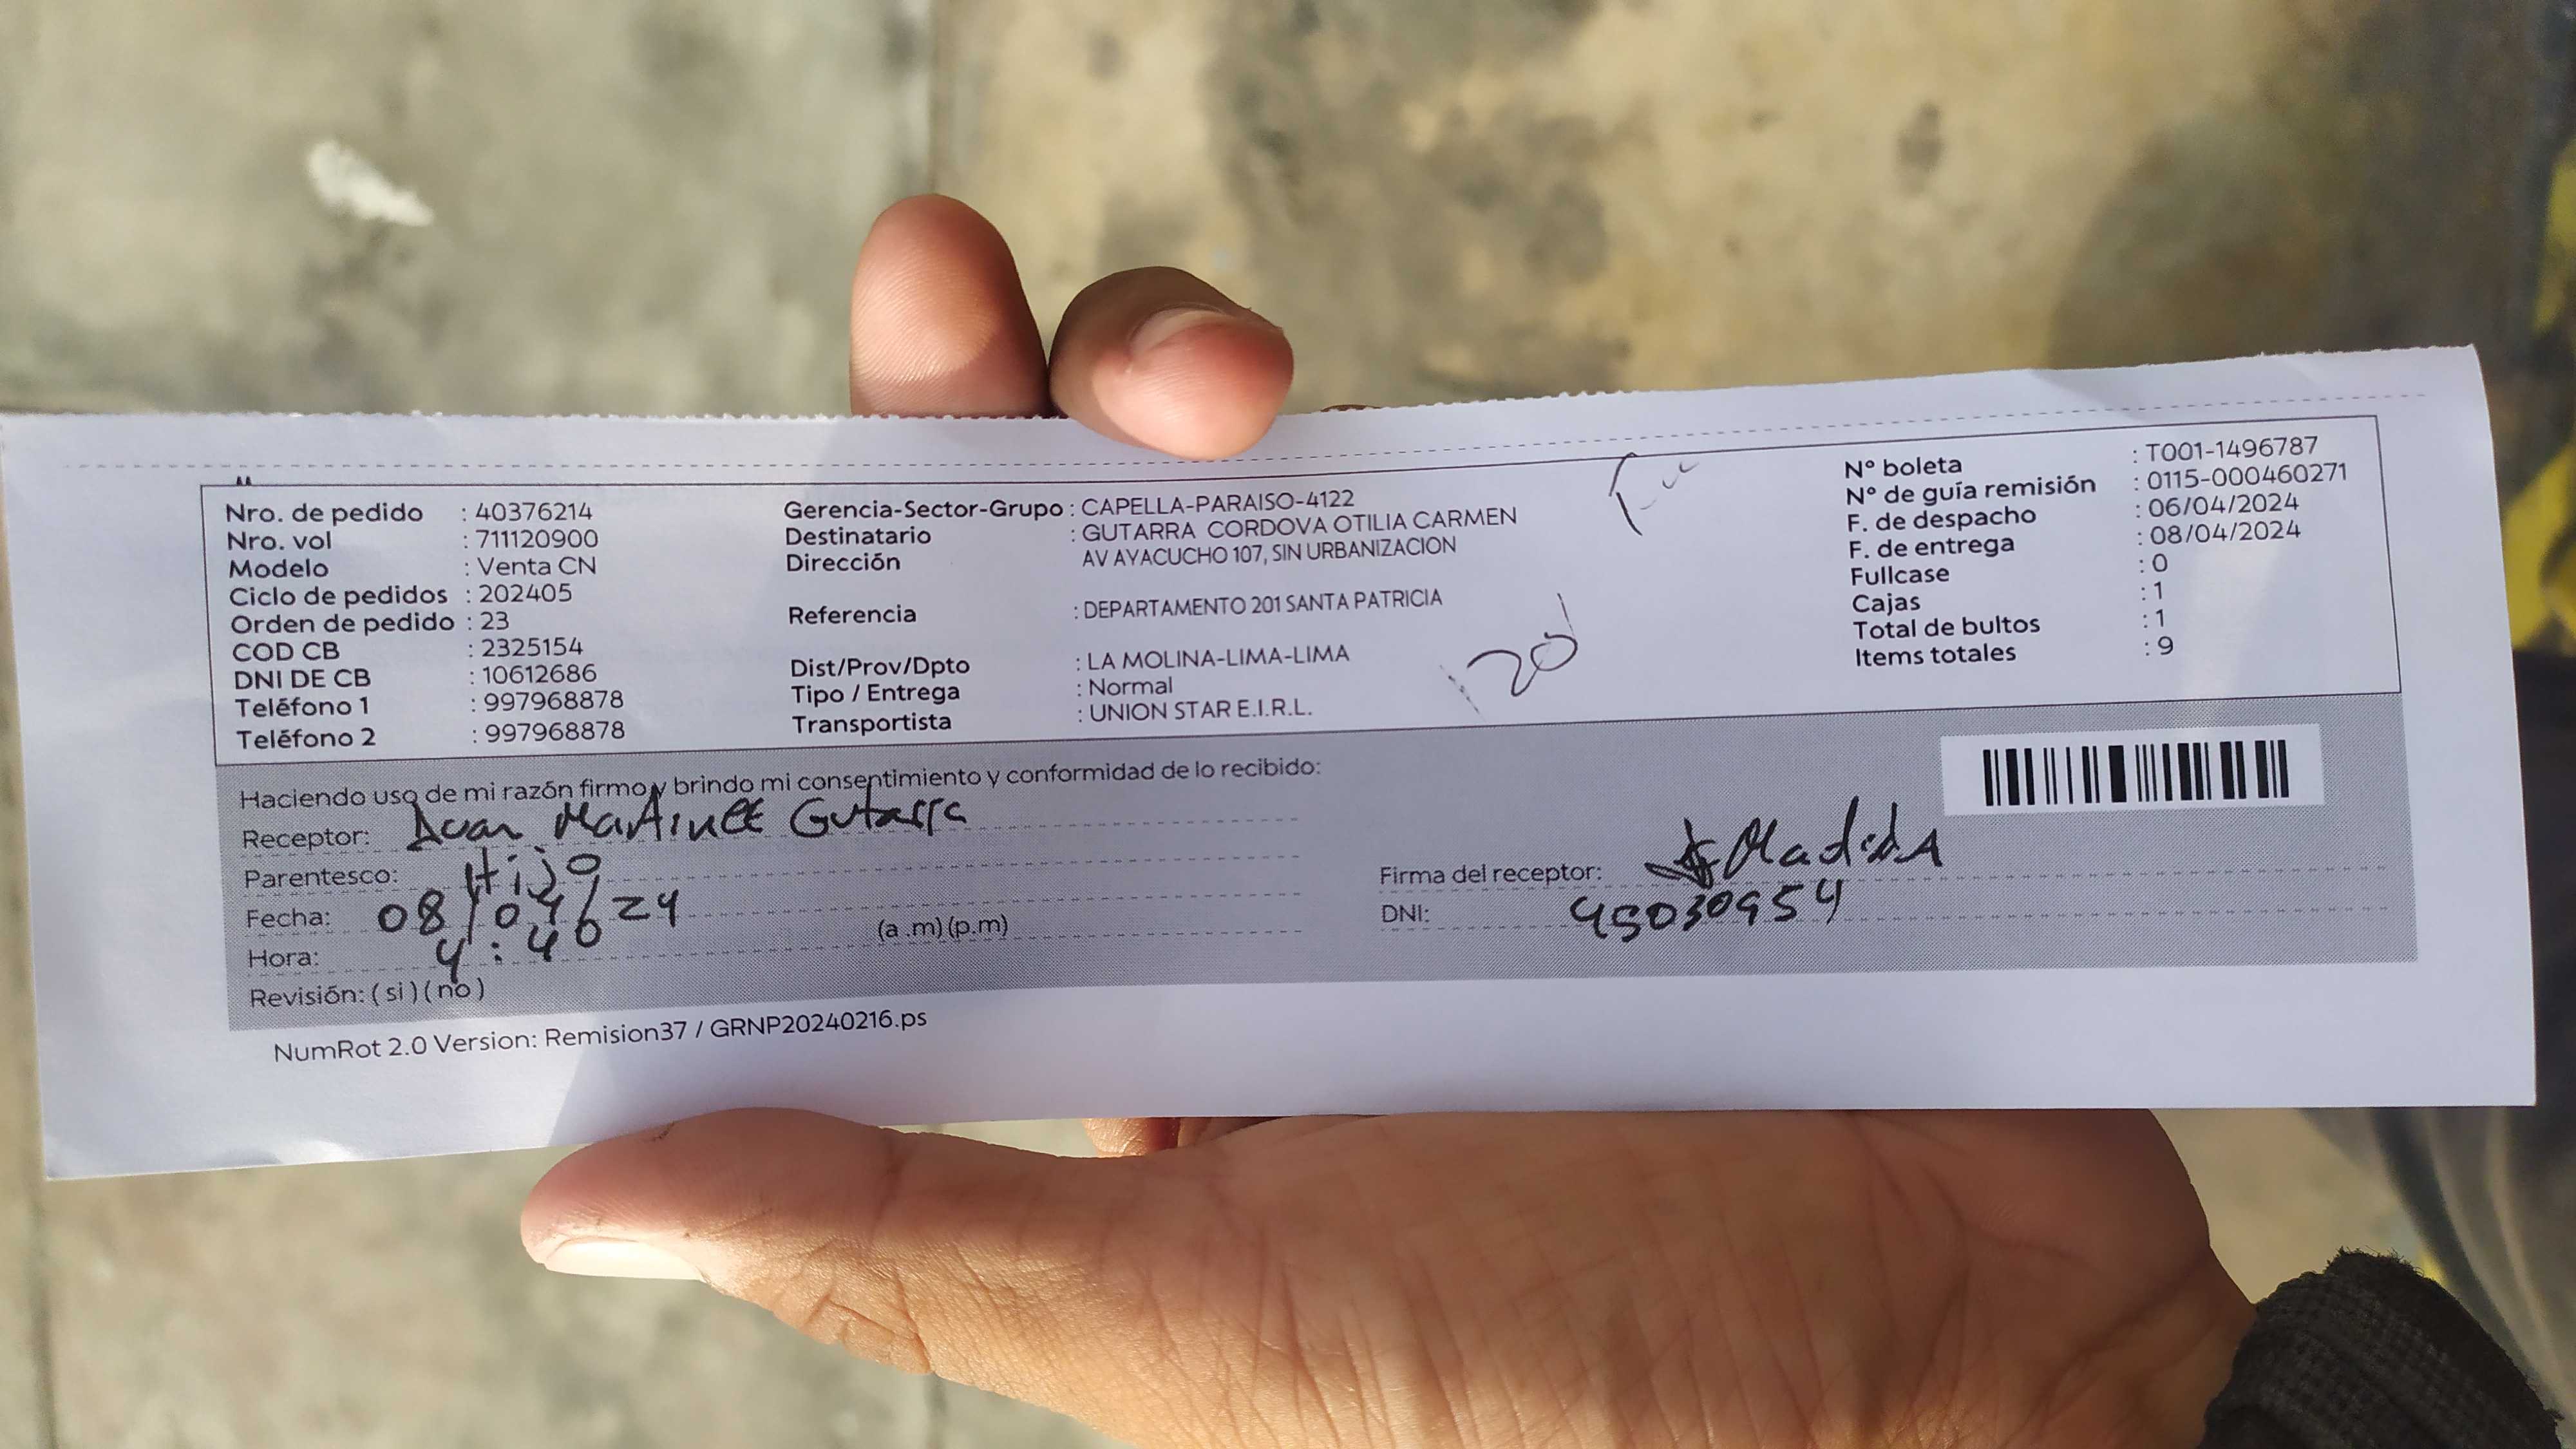 Nro. de pedido : 40376214
Nro. vol : 711120900
Modelo : Venta CN
Ciclo de pedidos : 202405
Orden de pedido : 23
COD CB : 2325154
DNI DE CB : 10612686
Teléfono 1 : 997968878
Teléfono 2 : 997968878
Gerencia-Sector-Grupo : CAPELLA-PARAISO-4122
Destinatario : GUTARRA CORDOVA OTILIA CARMEN
Dirección AV AYACUCHO 107, SIN URBANIZACION
Referencia : DEPARTAMENTO 201 SANTA PATRICIA
Dist/Prov/Dpto : LA MOLINA-LIMA-LIMA
Tipo / Entrega : Normal
Transportista : UNION STAR E.I.R.L.
N° boleta : T001-1496787
N° de guía remisión : 0115-000460271
F. de despacho : 06/04/2024
F. de entrega : 08/04/2024
Fullcase : 0
Cajas : 1
Total de bultos : 1
Items totales : 9
Haciendo uso de mi razón firmo y brindo mi consentimiento y conformidad de lo recibido:
Receptor: Gutarra
Parentesco: Hijo
Fecha: 08/04/24
Hora: 4:40 (a.m) (p.m)
Revisión: (si) (no)
Firma del receptor:
DNI: 45030954
NumRot 2.0 Version: Remision37 / GRNP20240216.ps